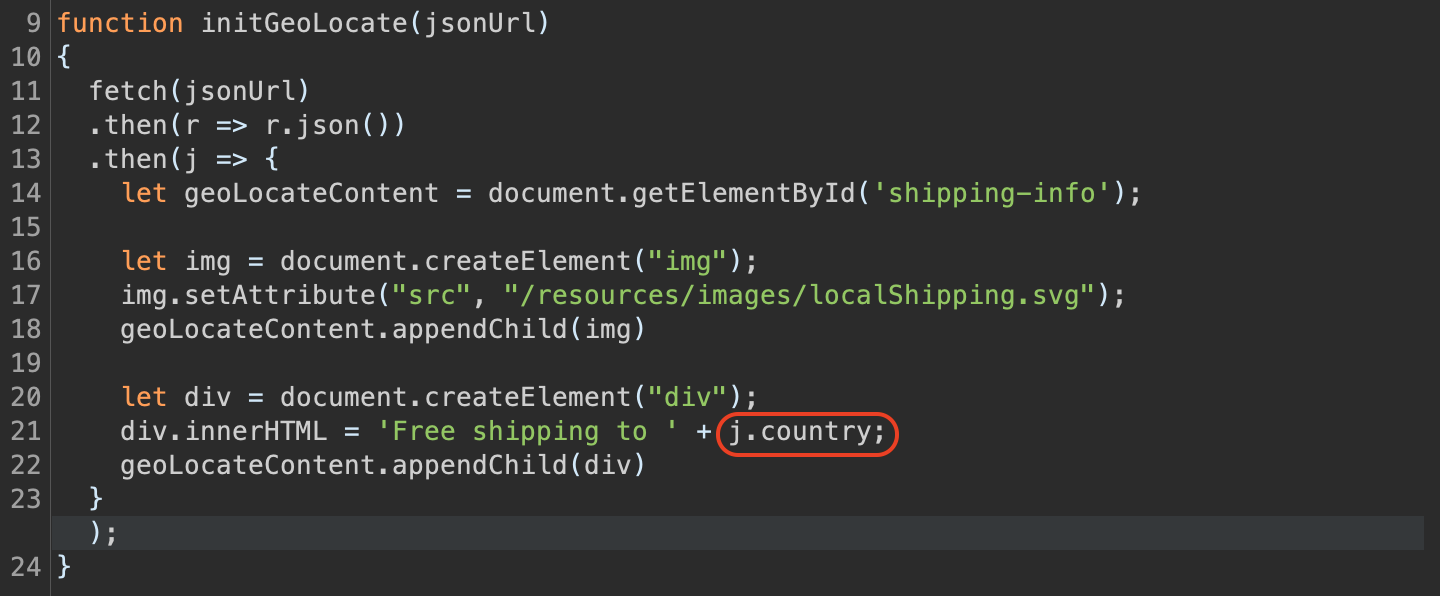 9 function initGeoLocate(jsonUrl)
10 {
11   fetch(jsonUrl)
12   .then(r => r.json())
13   .then(j => {
14     let geoLocateContent = document.getElementById('shipping-info');
15
16     let img = document.createElement("img");
17     img.setAttribute("src", "/resources/images/localShipping.svg");
18     geoLocateContent.appendChild(img)
19
20     let div = document.createElement("div");
21     div.innerHTML = 'Free shipping to ' + j.country;
22     geoLocateContent.appendChild(div)
23   }
  );
24 }